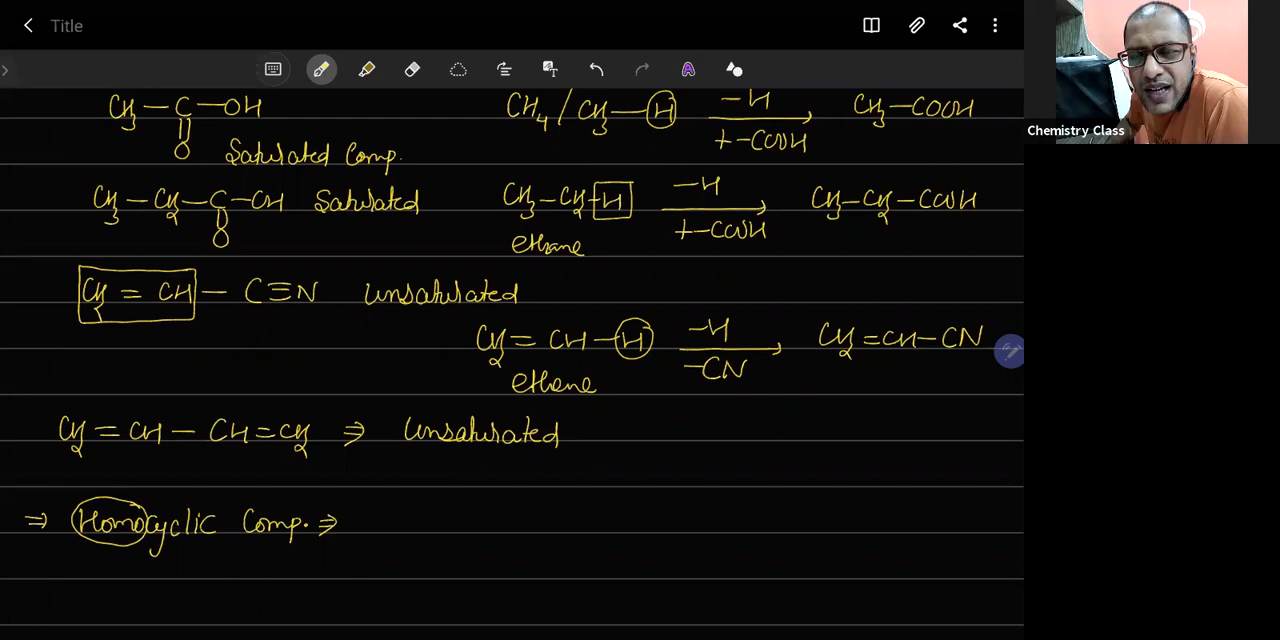 Title
Chemistry Class
CH3 — C — OH
||
O
Saturated Comp.
CH4 / CH3 — H —H / +—COOH → CH3 — COOH
CH3 — CH2 — C — OH Saturated
||
O
CH3 — CH2 — H —H / +—COOH → CH3 — CH2 — COOH
ethane
CH2 = CH — C ≡ N unsaturated
CH2 = CH — H —H / —CN → CH2 = CH — CN
ethene
CH2 = CH — CH = CH2 ⇒ Unsaturated
⇒ Homocyclic Comp. ⇒